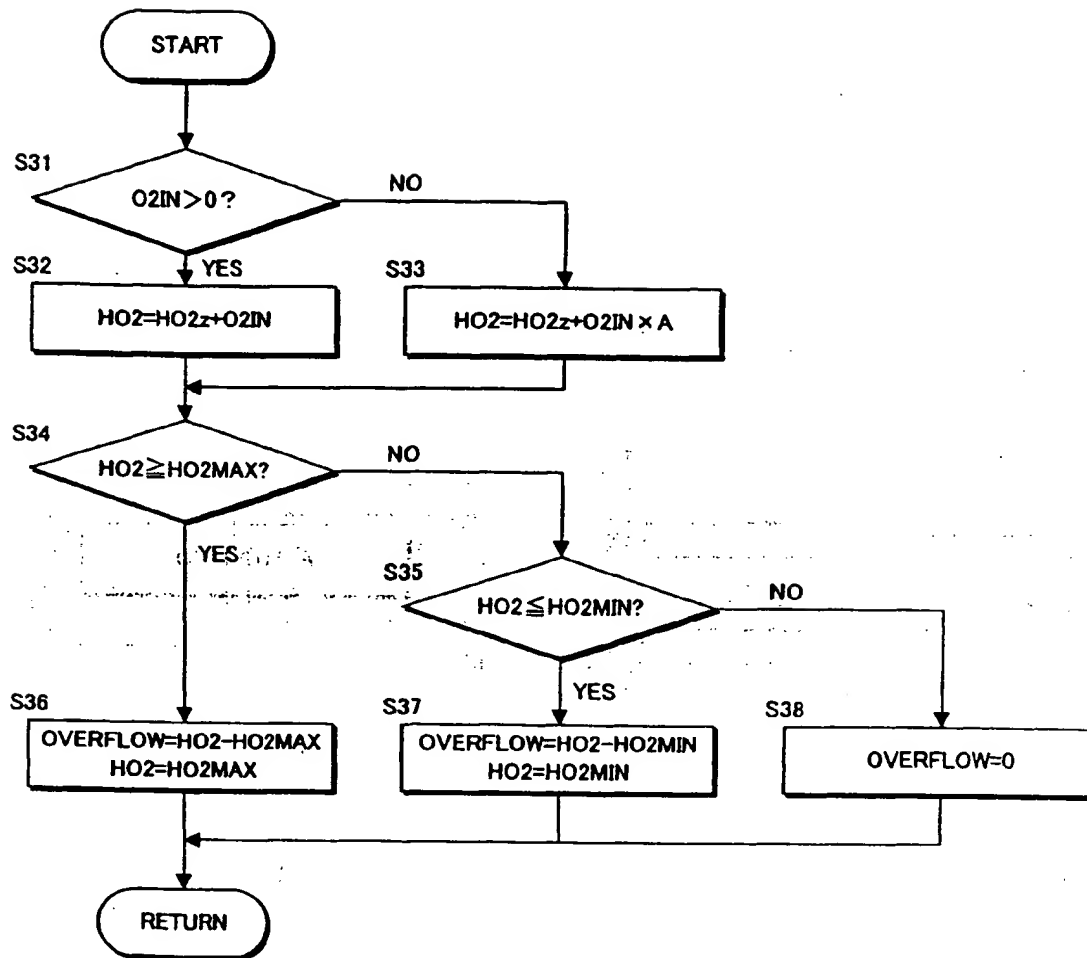 START
S31
O2IN>0?
NO
S32
YES
S33
HO2=HO2z+O2IN
HO2=HO2z+O2IN×A
S34
HO2≧HO2MAX?
NO
YES
S35
HO2≦HO2MIN?
NO
YES
S36
S37
S38
OVERFLOW=HO2-HO2MAX
HO2=HO2MAX
OVERFLOW=HO2-HO2MIN
HO2=HO2MIN
OVERFLOW=0
RETURN